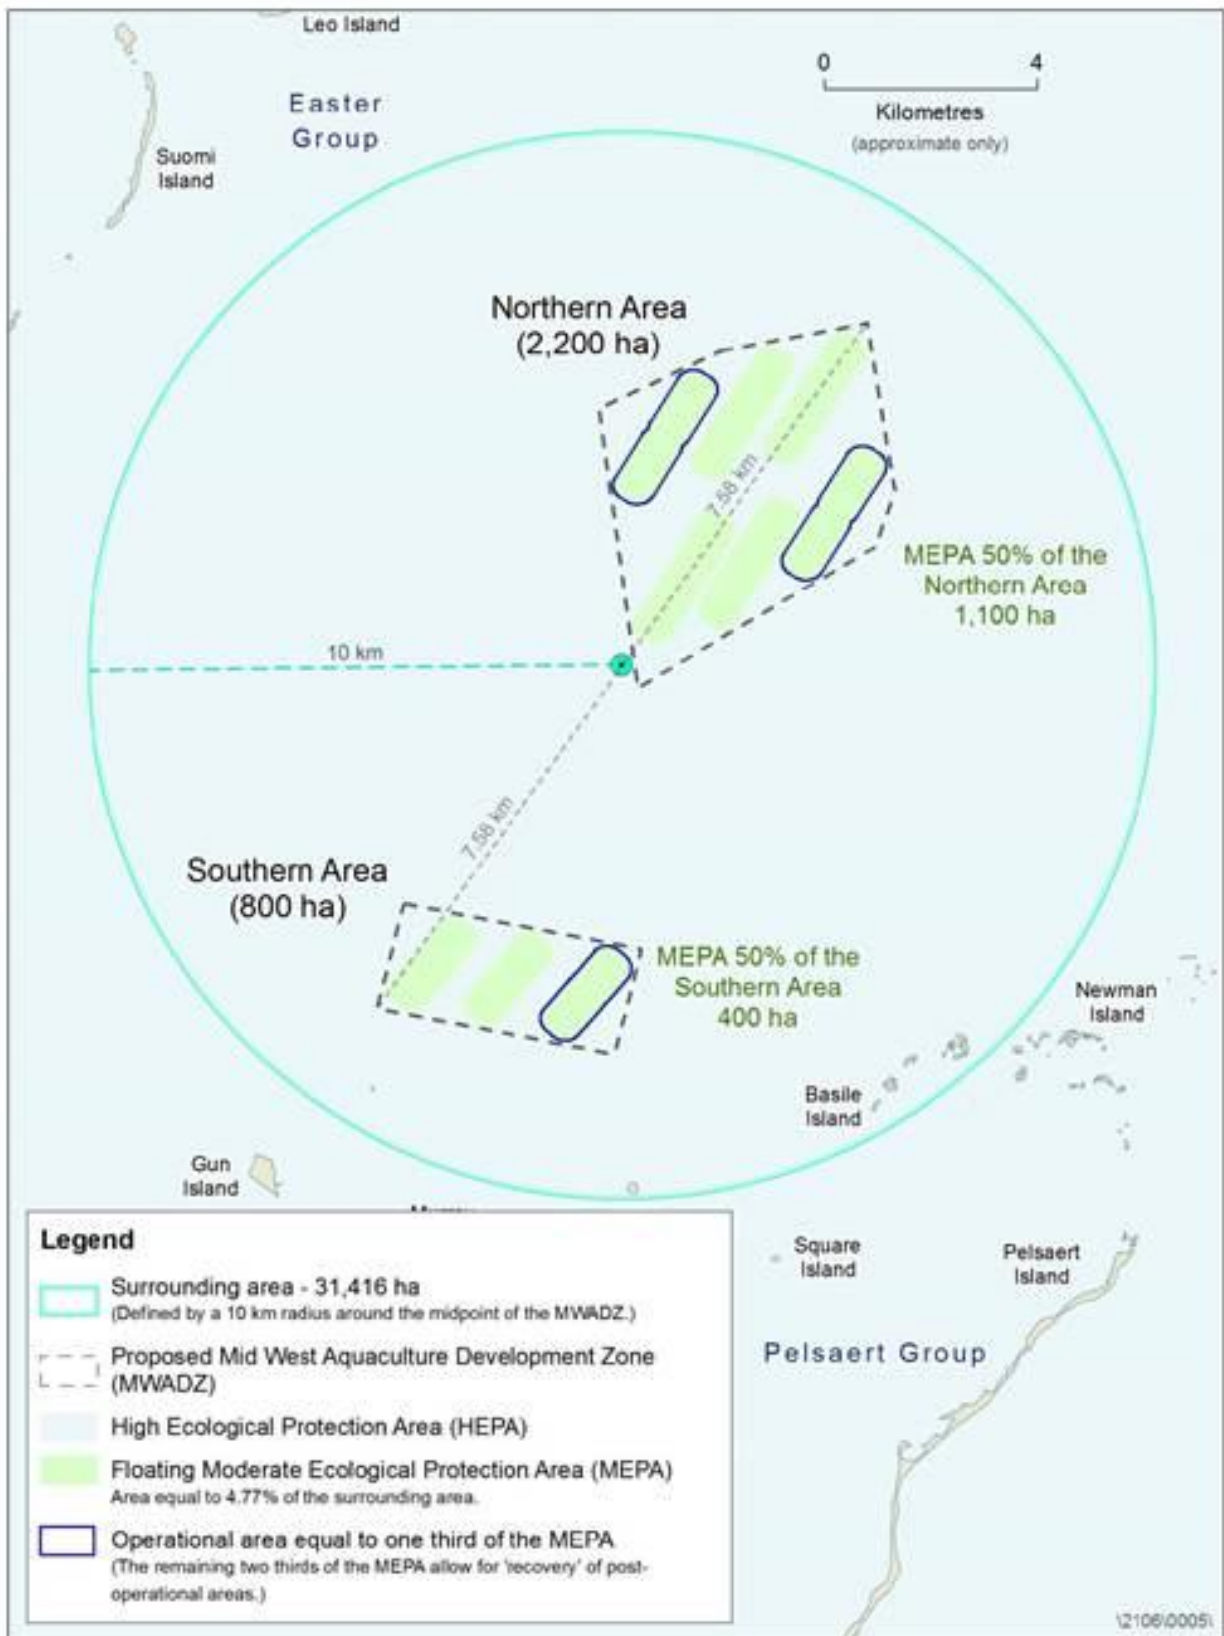 Leo Island
0 4
Kilometres
(approximate only)
Easter
Group
Suomi
Island
Northern Area
(2,200 ha)
7.58 km
MEPA 50% of the
Northern Area
1,100 ha
10 km
7.58 km
Southern Area
(800 ha)
MEPA 50% of the
Southern Area
400 ha
Newman
Island
Basile
Island
Gun
Island
Square
Island
Pelsaert
Island
Pelsaert Group
Legend
Surrounding area - 31,416 ha
(Defined by a 10 km radius around the midpoint of the MWADZ.)
Proposed Mid West Aquaculture Development Zone
(MWADZ)
High Ecological Protection Area (HEPA)
Floating Moderate Ecological Protection Area (MEPA)
Area equal to 4.77% of the surrounding area.
Operational area equal to one third of the MEPA
(The remaining two thirds of the MEPA allow for 'recovery' of post-
operational areas.)
\2106\0005\